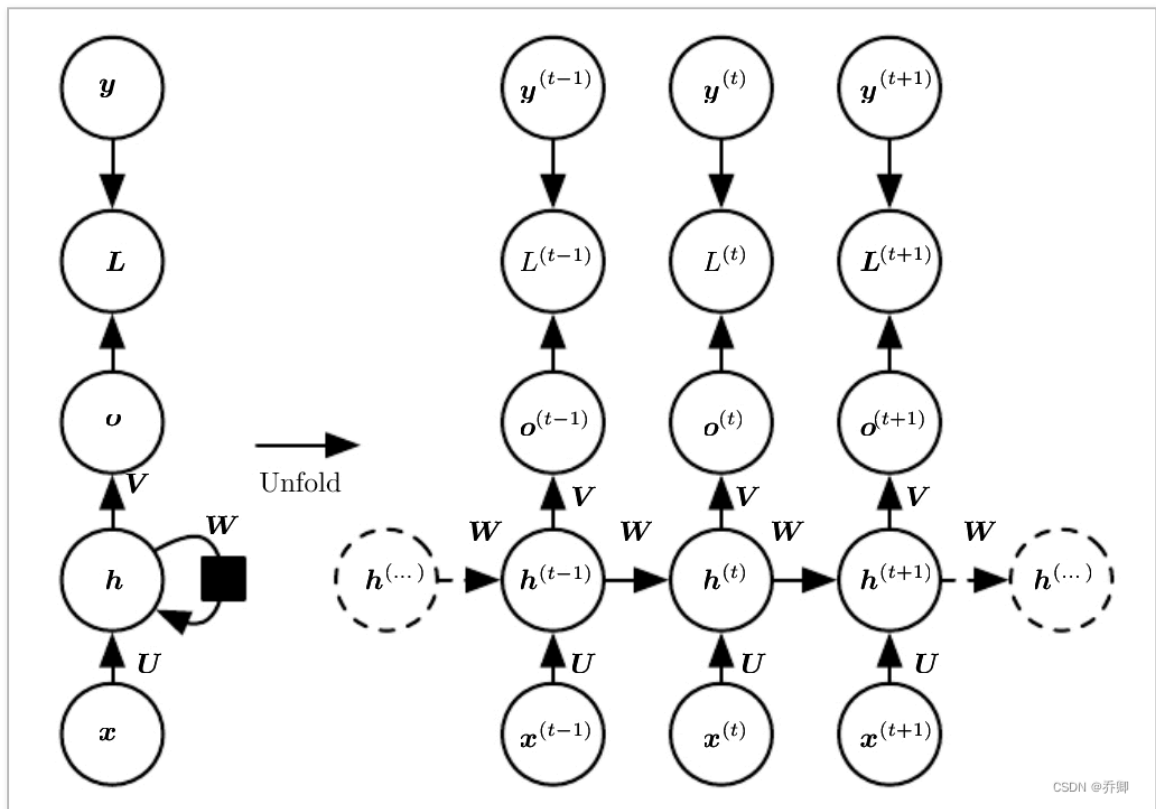 y y^{(t-1)} y^{(t)} y^{(t+1)}
L L^{(t-1)} L^{(t)} L^{(t+1)}
o o^{(t-1)} o^{(t)} o^{(t+1)}
Unfold
V V V V
W W W W W
h h^{(...)} h^{(t-1)} h^{(t)} h^{(t+1)} h^{(...)}
U U U U
x x^{(t-1)} x^{(t)} x^{(t+1)}
CSDN @乔卿